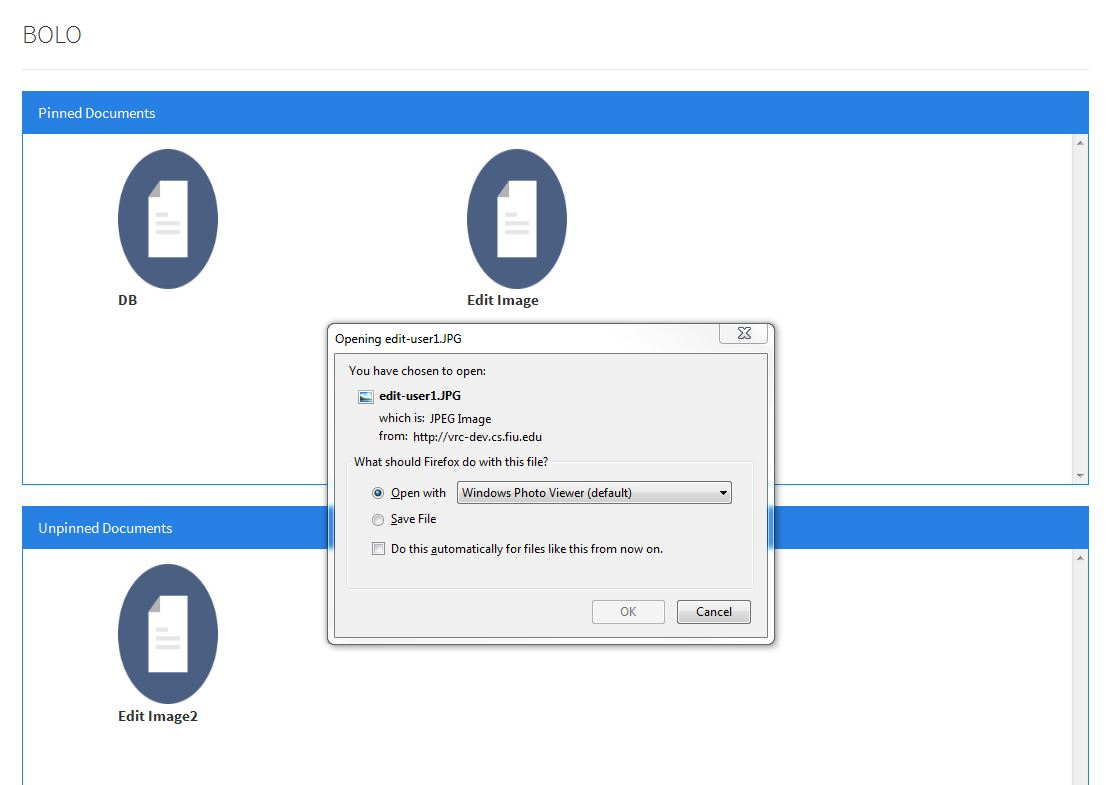 BOLO
Pinned Documents
DB
Edit Image
Opening edit-user1.JPG
You have chosen to open:
edit-user1.JPG
which is: JPEG Image
from: http://vrc-dev.cs.fiu.edu
What should Firefox do with this file?
Open with Windows Photo Viewer (default)
Save File
Do this automatically for files like this from now on.
OK Cancel
Unpinned Documents
Edit Image2